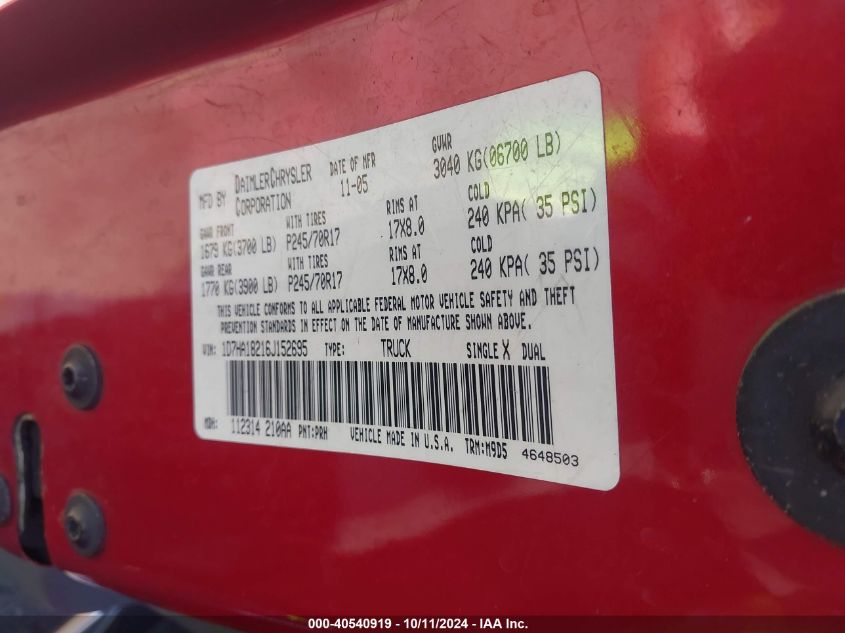 MFD BY DAIMLERCHRYSLER CORPORATION DATE OF MFR 11-05 GVWR 3040 KG(06700 LB)
GAWR FRONT WITH TIRES RIMS AT COLD
1679 KG(3700 LB) P245/70R17 17X8.0 240 KPA( 35 PSI)
GAWR REAR WITH TIRES RIMS AT COLD
1770 KG(3900 LB) P245/70R17 17X8.0 240 KPA( 35 PSI)
THIS VEHICLE CONFORMS TO ALL APPLICABLE FEDERAL MOTOR VEHICLE SAFETY AND THEFT
PREVENTION STANDARDS IN EFFECT ON THE DATE OF MANUFACTURE SHOWN ABOVE.
VIN: 1D7HA18216J152695 TYPE: TRUCK SINGLE X DUAL
MDH: 112314 210AA PNT:PRH VEHICLE MADE IN U.S.A. TRM:M9D5 4648503
000-40540919 - 10/11/2024 - IAA Inc.